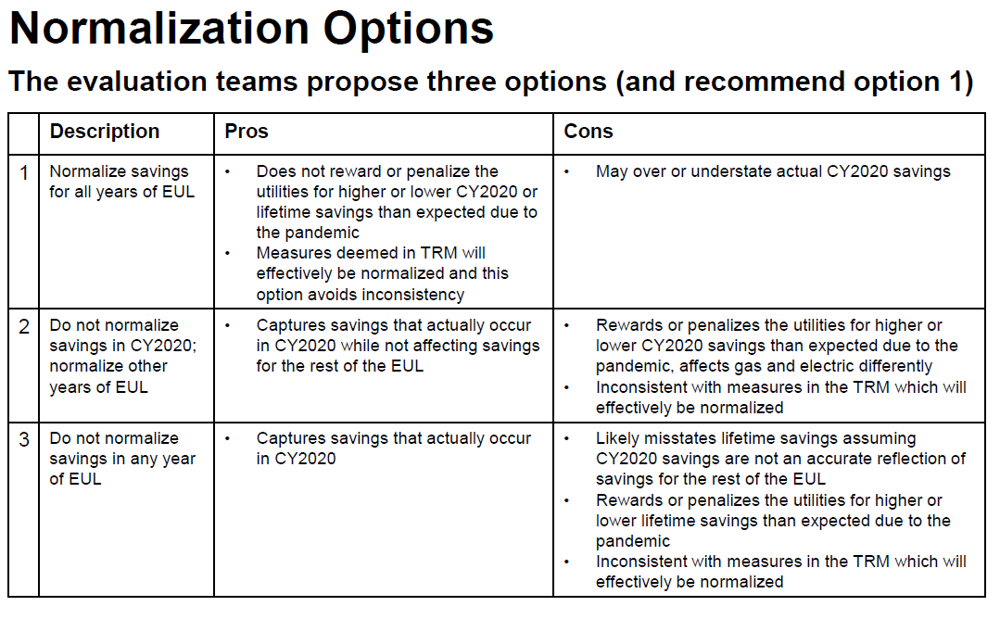 Normalization Options
The evaluation teams propose three options (and recommend option 1)
Description
Pros
Cons
1
Normalize savings
for all years of EUL
• Does not reward or penalize the
utilities for higher or lower CY2020 or
lifetime savings than expected due to
the pandemic
• Measures deemed in TRM will
effectively be normalized and this
option avoids inconsistency
• May over or understate actual CY2020 savings
2
Do not normalize
savings in CY2020;
normalize other
years of EUL
• Captures savings that actually occur
in CY2020 while not affecting savings
for the rest of the EUL
• Rewards or penalizes the utilities for higher or
lower CY2020 savings than expected due to the
pandemic, affects gas and electric differently
• Inconsistent with measures in the TRM which will
effectively be normalized
3
Do not normalize
savings in any year
of EUL
• Captures savings that actually occur
in CY2020
• Likely misstates lifetime savings assuming
CY2020 savings are not an accurate reflection of
savings for the rest of the EUL
• Rewards or penalizes the utilities for higher or
lower lifetime savings than expected due to the
pandemic
• Inconsistent with measures in the TRM which will
effectively be normalized